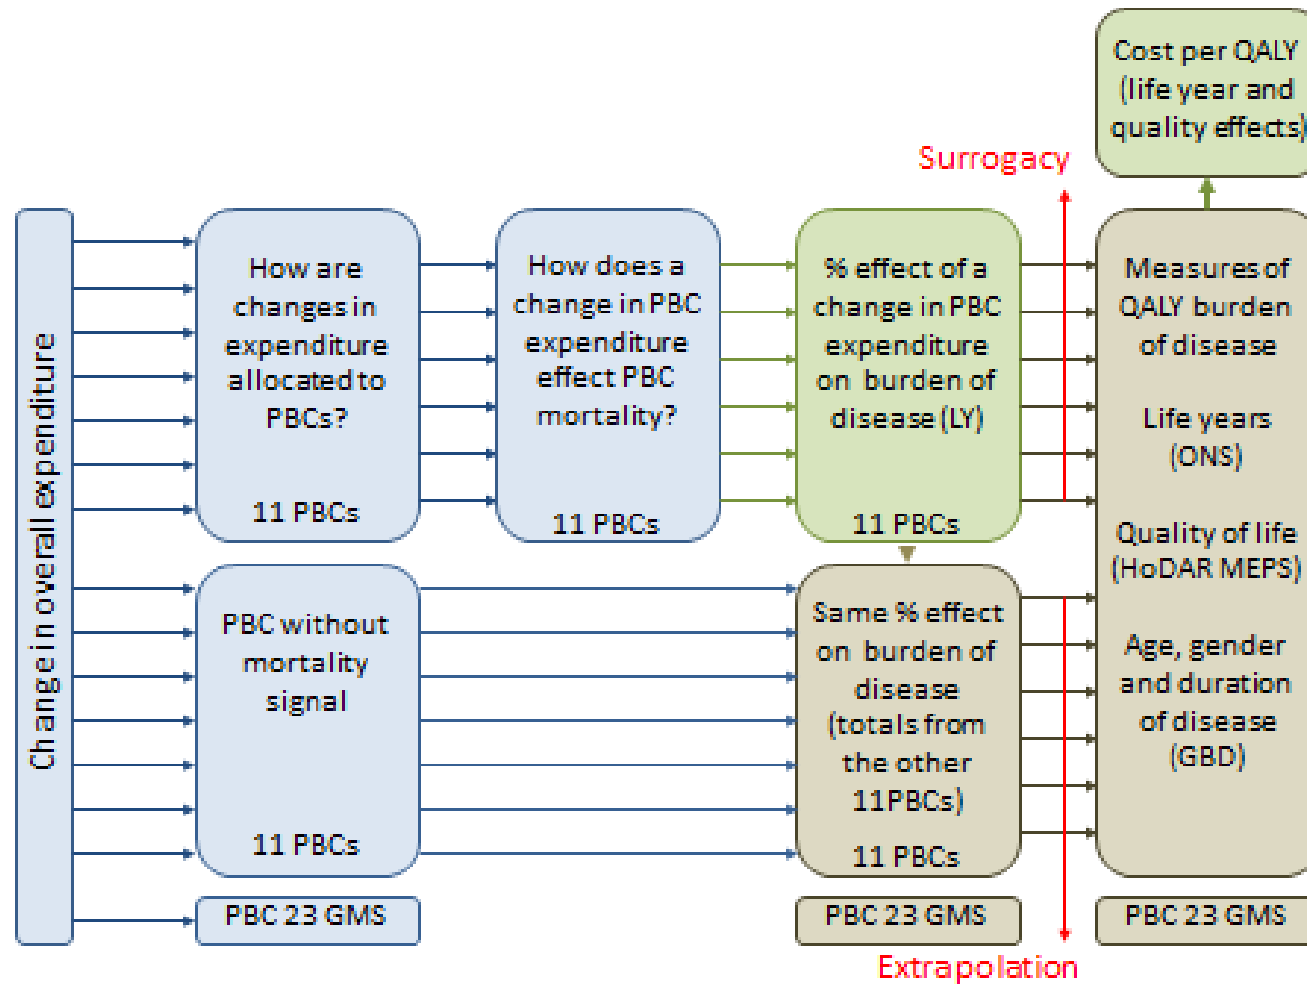 Cost per QALY
(life year and
quality effects)
Surrogacy
Change in overall expenditure
How are
changes in
expenditure
allocated to
PBCs?
11 PBCs
How does a
change in PBC
expenditure
effect PBC
mortality?
11 PBCs
% effect of a
change in PBC
expenditure
on burden of
disease (LY)
11 PBCs
Measures of
QALY burden
of disease
Life years
(ONS)
Quality of life
(HoDAR MEPS)
Age, gender
and duration
of disease
(GBD)
PBC without
mortality
signal
11 PBCs
Same % effect
on burden of
disease
(totals from
the other
11PBCs)
11 PBCs
PBC 23 GMS
PBC 23 GMS
PBC 23 GMS
Extrapolation